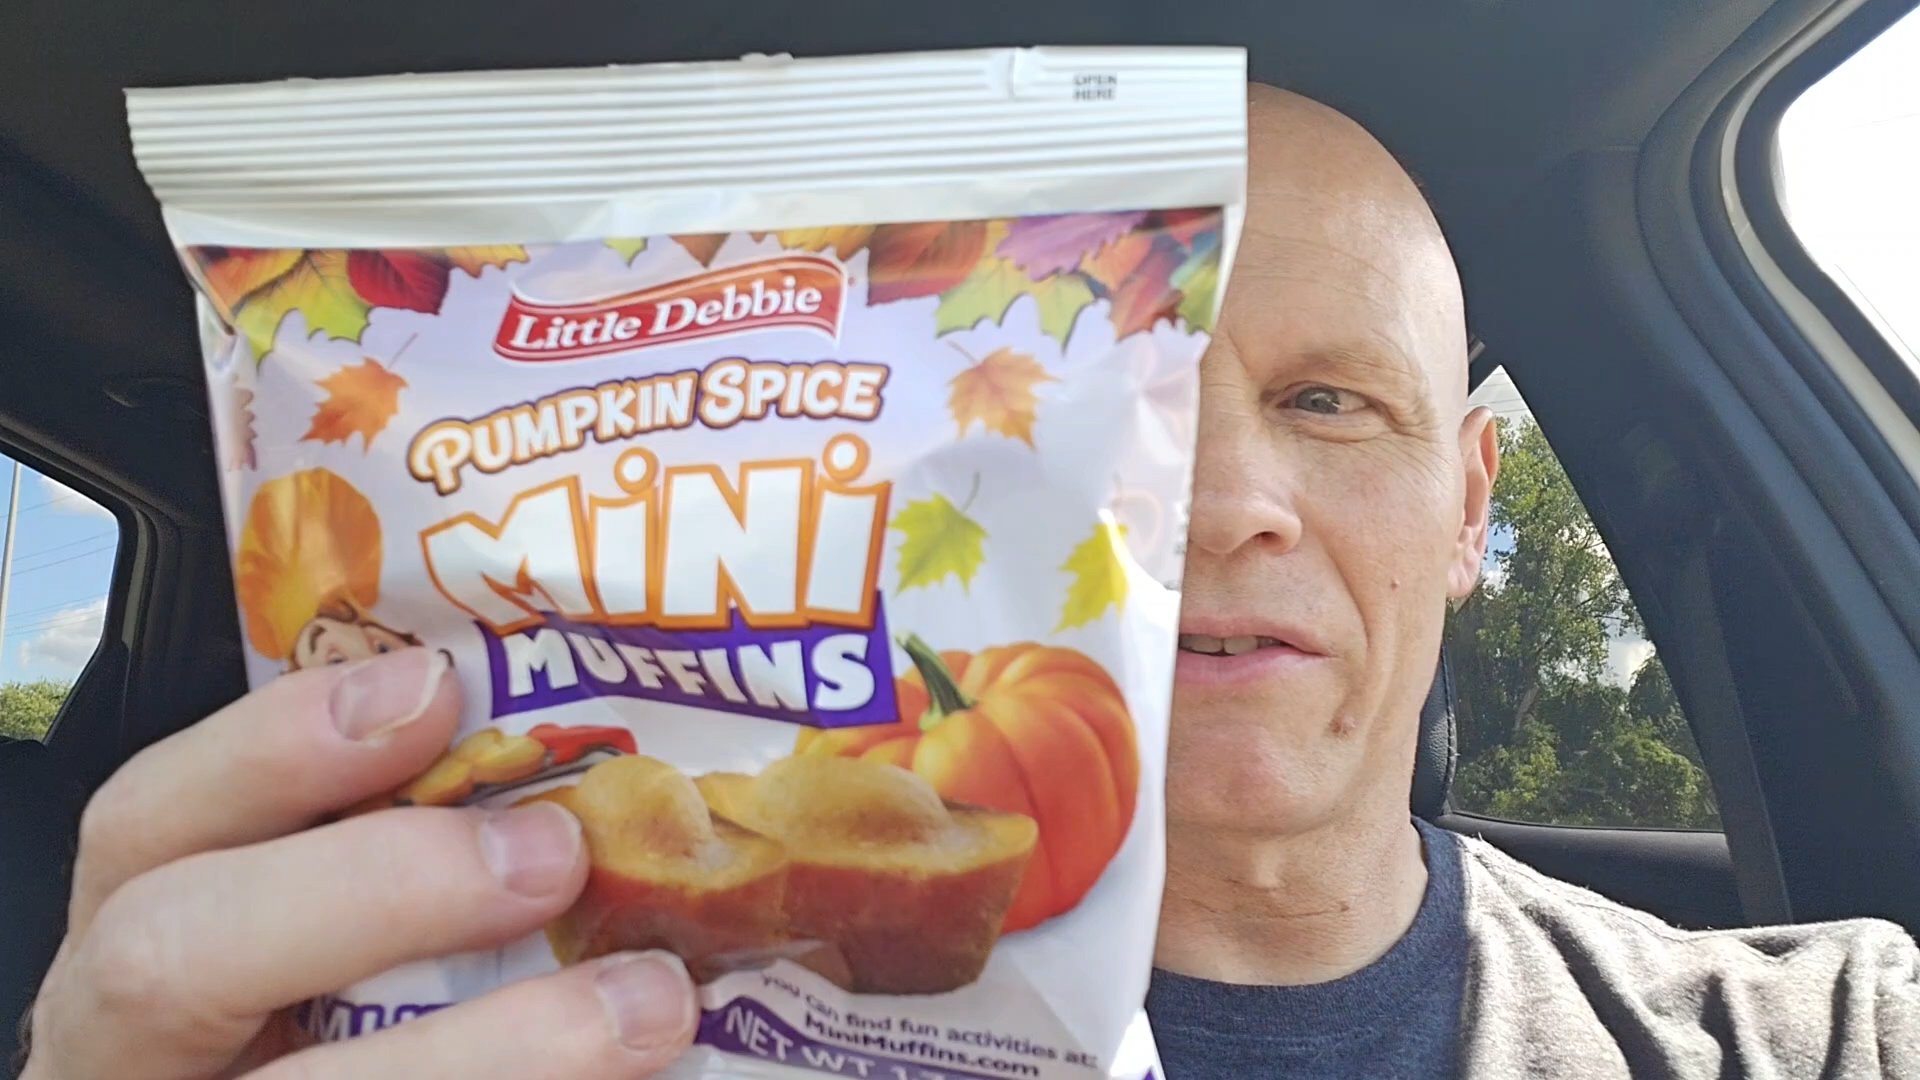 OPEN
HERE
Little Debbie
PUMPKIN SPICE
MiNi
MUFFINS
you can find fun activities at:
MiniMuffins.com
NET WT